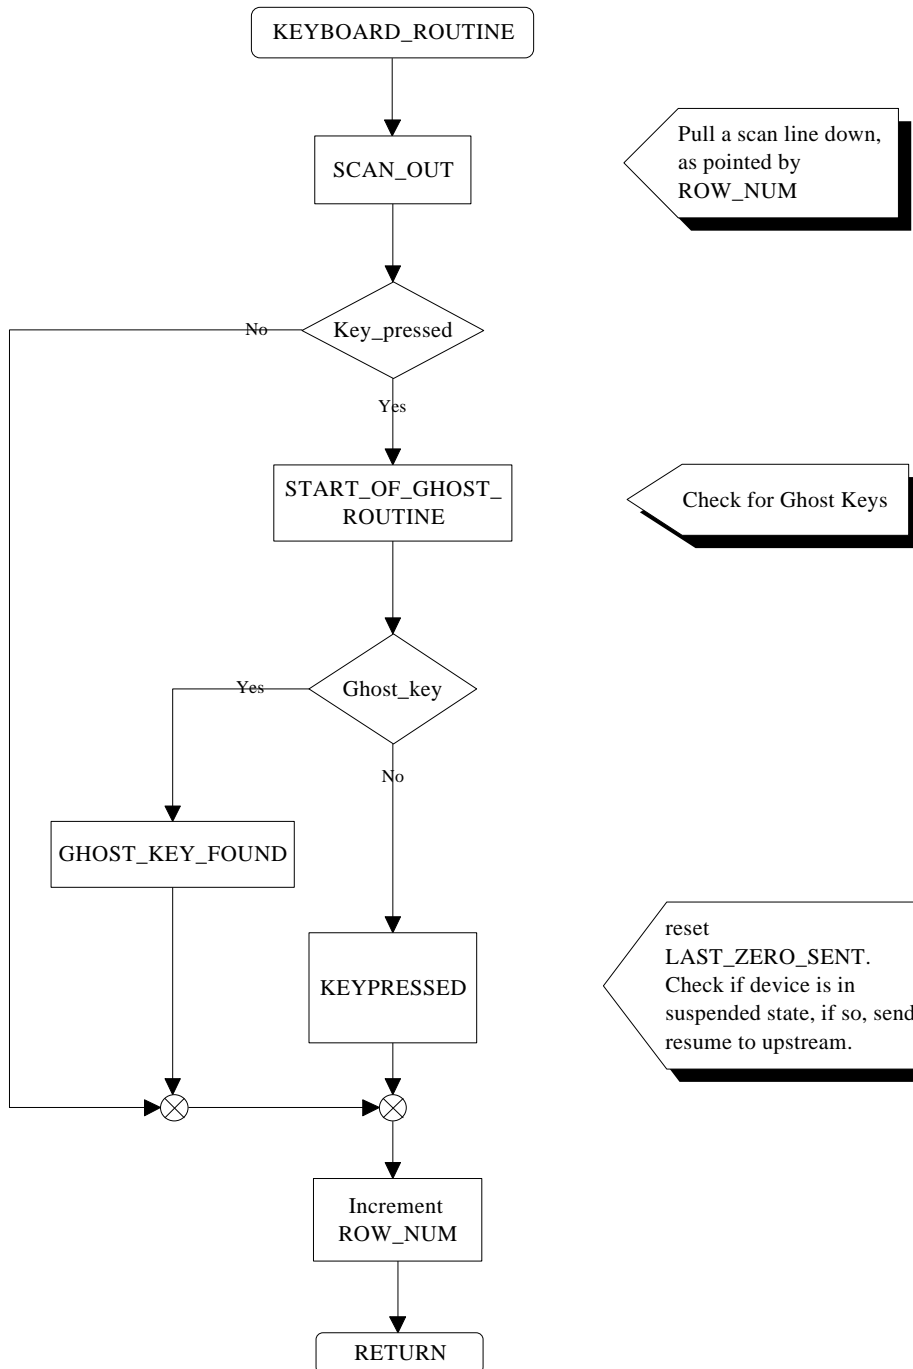 KEYBOARD_ROUTINE
SCAN_OUT
Pull a scan line down,
as pointed by
ROW_NUM
Key_pressed
No
Yes
START_OF_GHOST_
ROUTINE
Check for Ghost Keys
Ghost_key
Yes
No
GHOST_KEY_FOUND
KEYPRESSED
reset
LAST_ZERO_SENT.
Check if device is in
suspended state, if so, send
resume to upstream.
Increment
ROW_NUM
RETURN